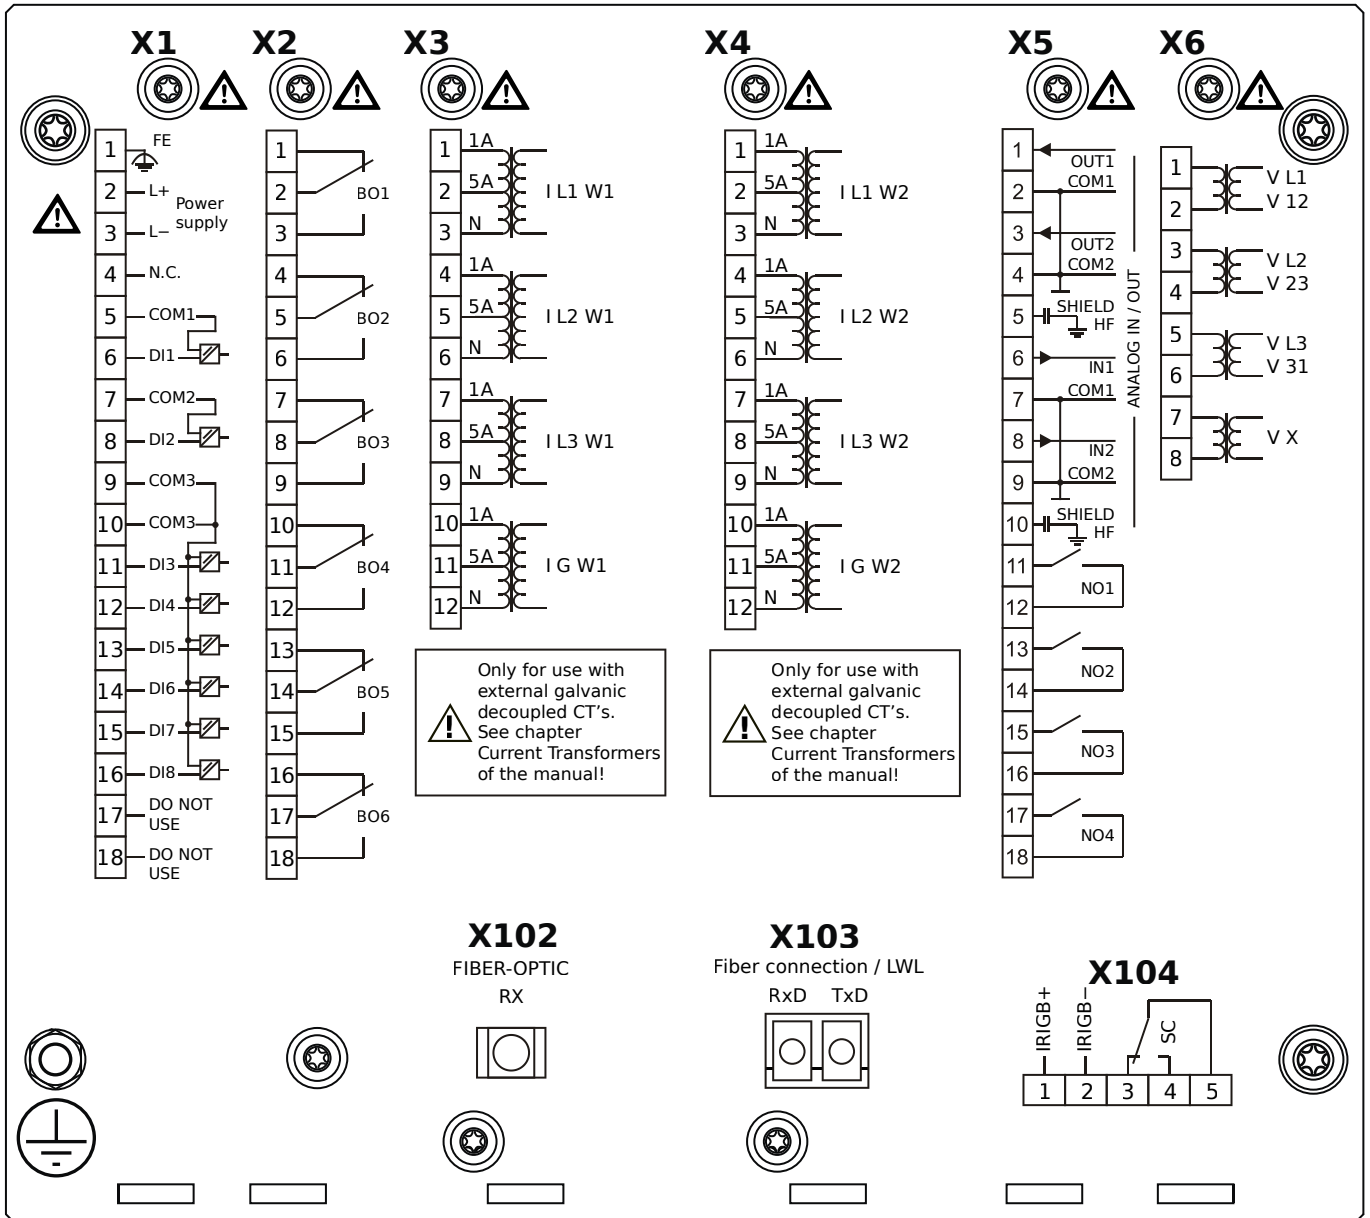 X1
X2
X3
X4
X5
X6
1 FE
2 L+
Power
supply
3 L−
4 N.C.
5 COM1
6 DI1
7 COM2
8 DI2
9 COM3
10 COM3
11 DI3
12 DI4
13 DI5
14 DI6
15 DI7
16 DI8
17 DO NOT
USE
18 DO NOT
USE
1
2 BO1
3
4
5 BO2
6
7
8 BO3
9
10
11 BO4
12
13
14 BO5
15
16
17 BO6
18
1 1A
2 5A I L1 W1
3 N
4 1A
5 5A I L2 W1
6 N
7 1A
8 5A I L3 W1
9 N
10 1A
11 5A I G W1
12 N
Only for use with
external galvanic
decoupled CT's.
See chapter
Current Transformers
of the manual!
1 1A
2 5A I L1 W2
3 N
4 1A
5 5A I L2 W2
6 N
7 1A
8 5A I L3 W2
9 N
10 1A
11 5A I G W2
12 N
Only for use with
external galvanic
decoupled CT's.
See chapter
Current Transformers
of the manual!
1 OUT1
2 COM1
3 OUT2
4 COM2
5 SHIELD
HF
6 IN1
7 COM1
8 IN2
9 COM2
10 SHIELD
HF
ANALOG IN / OUT
11
NO1
12
13
NO2
14
15
NO3
16
17
NO4
18
1 V L1
2 V 12
3 V L2
4 V 23
5 V L3
6 V 31
7
V X
8
X102
FIBER-OPTIC
RX
X103
Fiber connection / LWL
RxD TxD
X104
IRIGB+
IRIGB−
SC
1 2 3 4 5